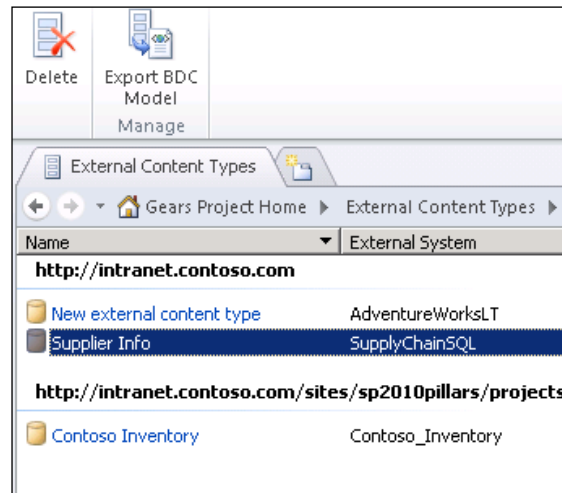 Delete
Export BDC
Model
Manage
External Content Types
Gears Project Home
External Content Types
Name
External System
http://intranet.contoso.com
New external content type
AdventureWorksLT
Supplier Info
SupplyChainSQL
http://intranet.contoso.com/sites/sp2010pillars/projects
Contoso Inventory
Contoso_Inventory